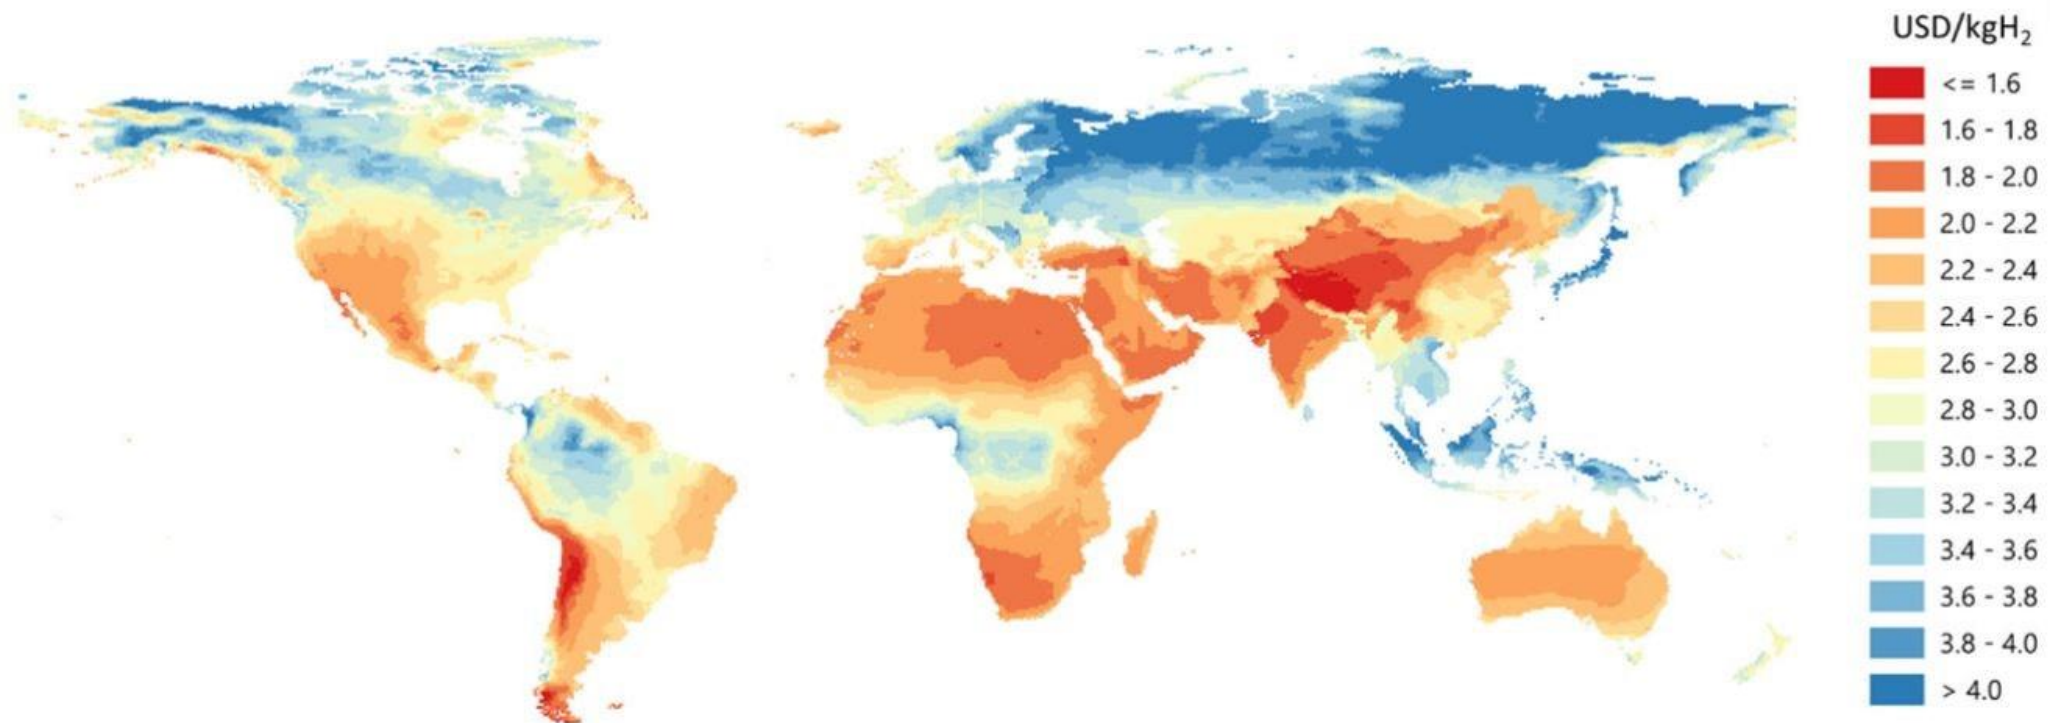 USD/kgH₂
<= 1.6
1.6 - 1.8
1.8 - 2.0
2.0 - 2.2
2.2 - 2.4
2.4 - 2.6
2.6 - 2.8
2.8 - 3.0
3.0 - 3.2
3.2 - 3.4
3.4 - 3.6
3.6 - 3.8
3.8 - 4.0
> 4.0